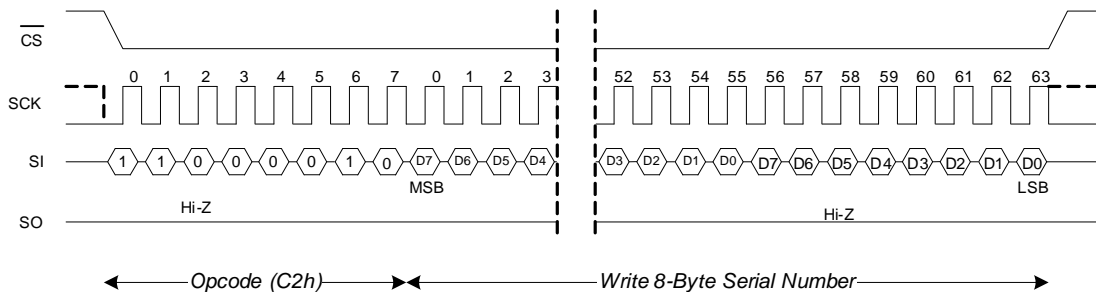 CS
0 1 2 3 4 5 6 7 0 1 2 3 52 53 54 55 56 57 58 59 60 61 62 63
SCK
SI 1 1 0 0 0 0 1 0 D7 D6 D5 D4 D3 D2 D1 D0 D7 D6 D5 D4 D3 D2 D1 D0
MSB LSB
Hi-Z Hi-Z
SO
Opcode (C2h) Write 8-Byte Serial Number